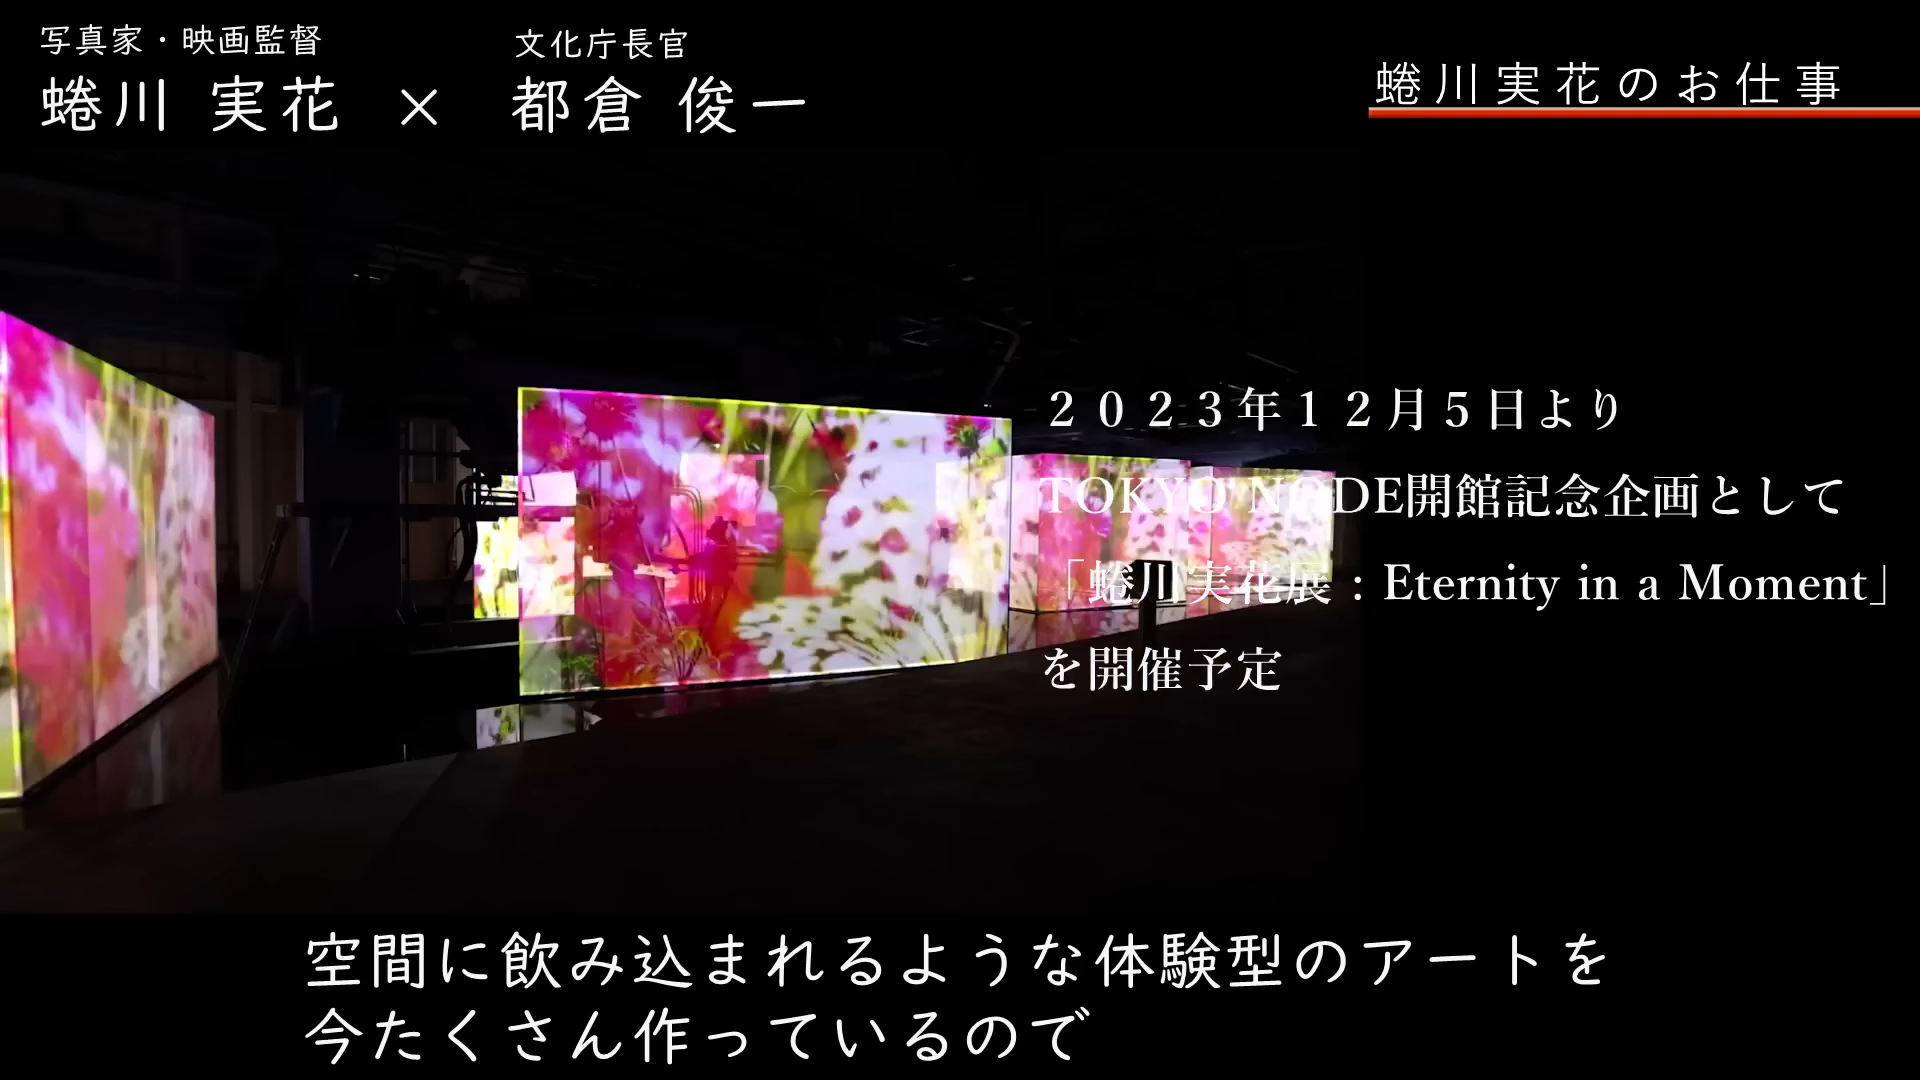 写真家・映画監督
蜷川 実花 × 都倉 俊一
文化庁長官
蜷川実花のお仕事
２０２３年１２月５日より
TOKYO NODE開館記念企画として
「蜷川実花展：Eternity in a Moment」
を開催予定
空間に飲み込まれるような体験型のアートを
今たくさん作っているので